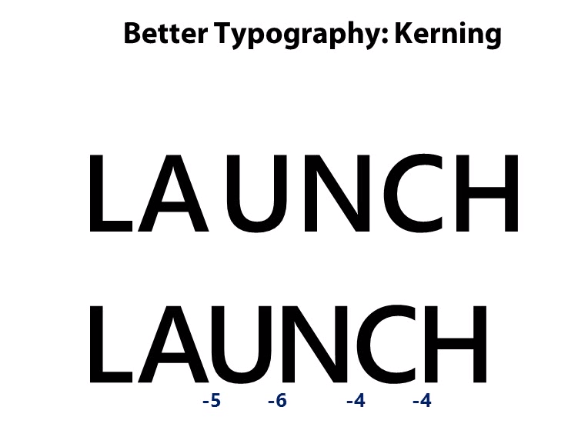 Better Typography: Kerning
LAUNCH
LAUNCH
-5 -6 -4 -4